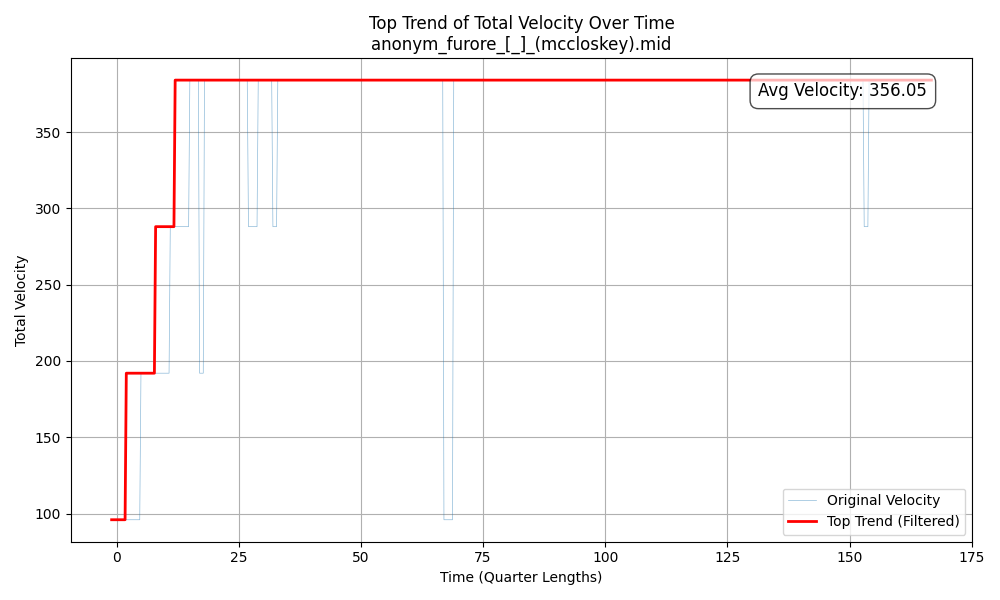 Top Trend of Total Velocity Over Time
anonym_furore_[_]_(mccloskey).mid
Avg Velocity: 356.05
350
300
250
200
150
100
Total Velocity
0 25 50 75 100 125 150 175
Time (Quarter Lengths)
Original Velocity
Top Trend (Filtered)